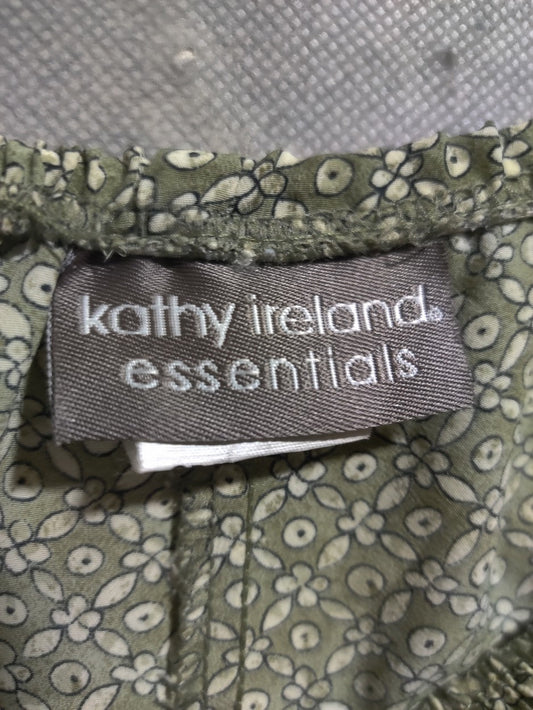 kathy ireland®
essentials